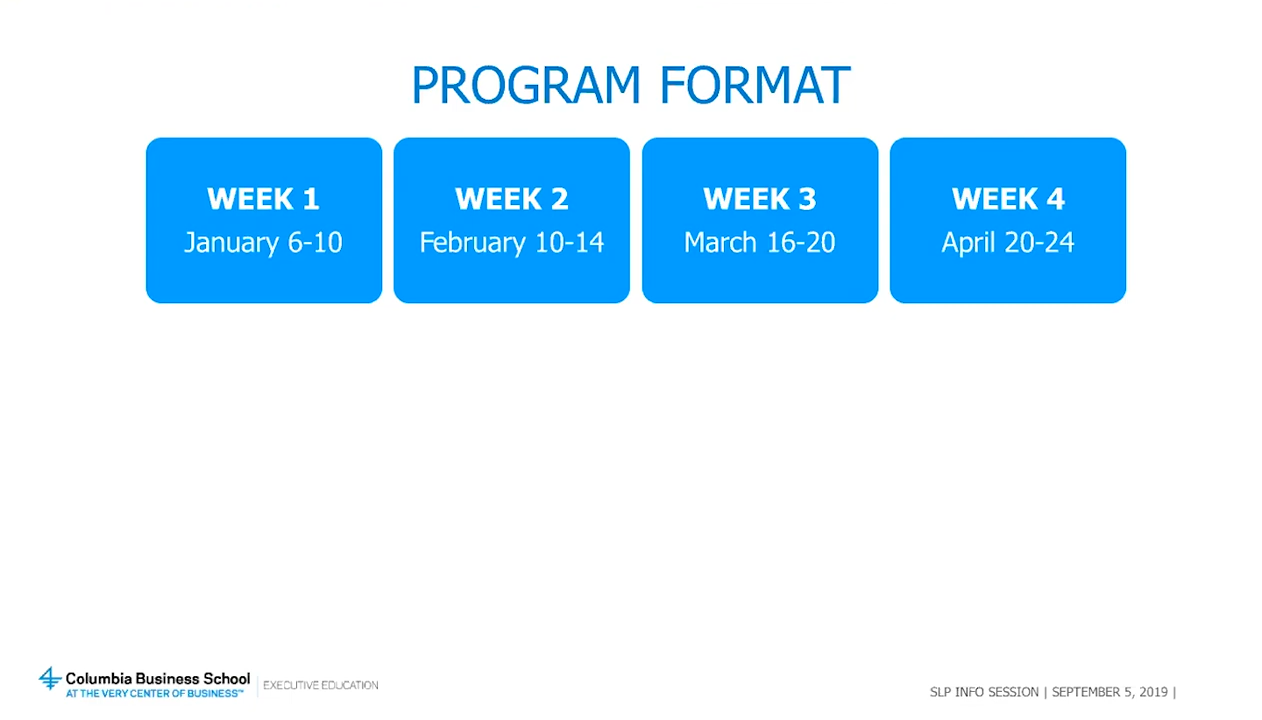 PROGRAM FORMAT
WEEK 1
January 6-10
WEEK 2
February 10-14
WEEK 3
March 16-20
WEEK 4
April 20-24
Columbia Business School
AT THE VERY CENTER OF BUSINESS™
EXECUTIVE EDUCATION
SLP INFO SESSION | SEPTEMBER 5, 2019 |